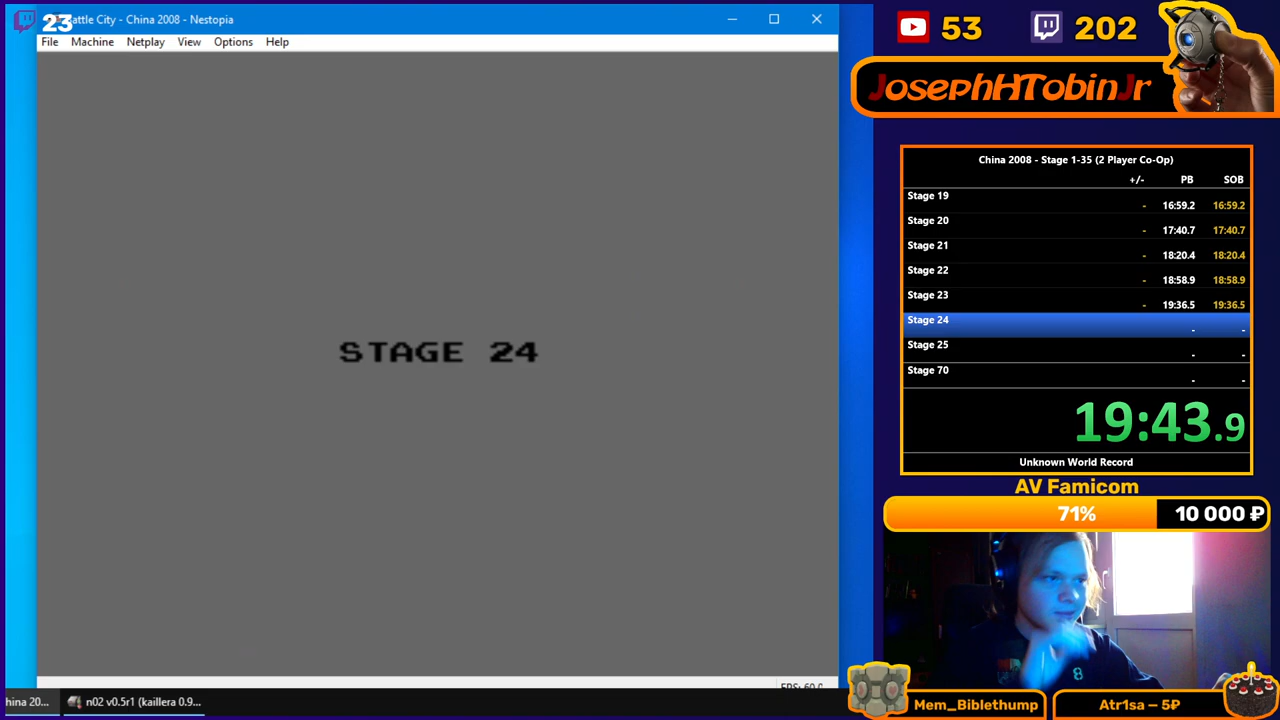 23
attle City - China 2008 - Nestopia
File Machine Netplay View Options Help
STAGE 24
FPS: 60.0
hina 20...
n02 v0.5r1 (kaillera 0.9...
53 202
JosephHTobinJr
China 2008 - Stage 1-35 (2 Player Co-Op)
+/- PB SOB
Stage 19 - 16:59.2 16:59.2
Stage 20 - 17:40.7 17:40.7
Stage 21 - 18:20.4 18:20.4
Stage 22 - 18:58.9 18:58.9
Stage 23 - 19:36.5 19:36.5
Stage 24 - -
Stage 25 - -
Stage 70 - -
19:43.9
Unknown World Record
AV Famicom
71% 10 000 ₽
8
Mem_Biblethump
Atr1sa – 5₽